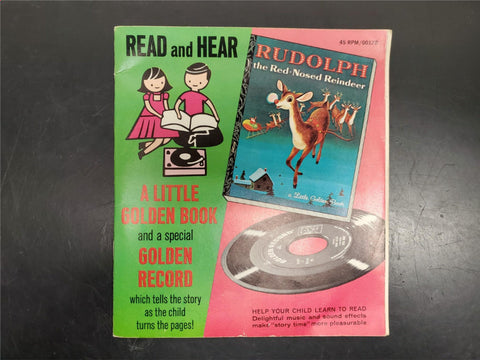 READ and HEAR
45 RPM/00327
RUDOLPH
the Red-Nosed Reindeer
a Little Golden Book
A LITTLE
GOLDEN BOOK
and a special
GOLDEN
RECORD
which tells the story
as the child
turns the pages!
HELP YOUR CHILD LEARN TO READ
Delightful music and sound effects
make "story time" more pleasurable